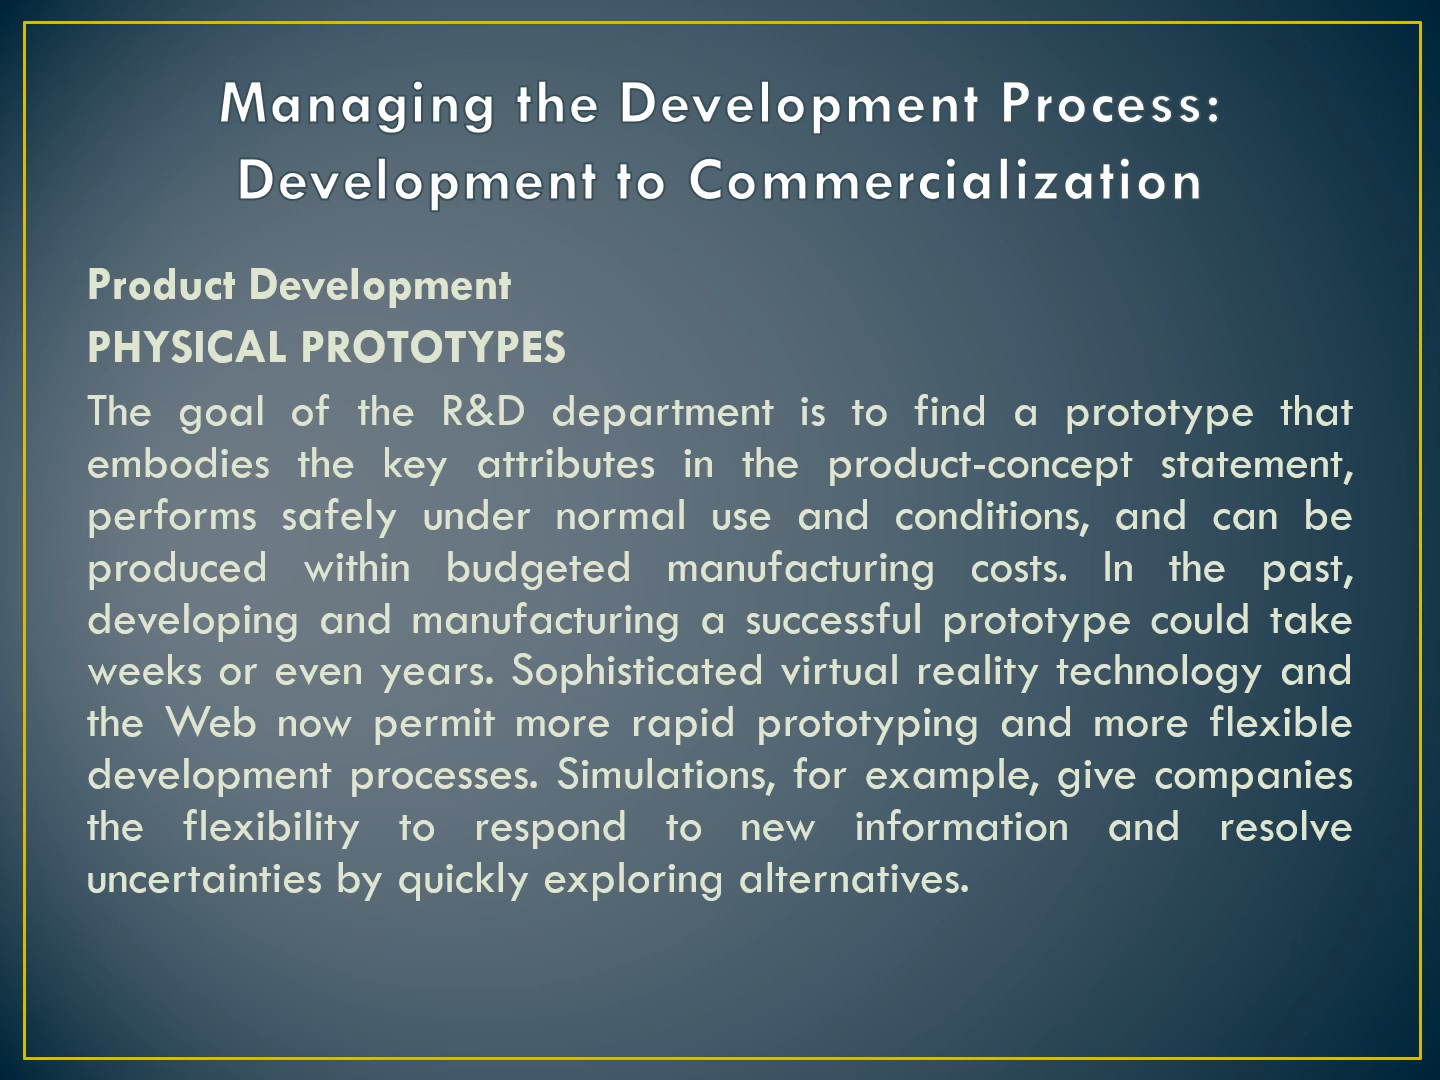 Managing the Development Process:
Development to Commercialization
Product Development
PHYSICAL PROTOTYPES
The goal of the R&D department is to find a prototype that
embodies the key attributes in the product-concept statement,
performs safely under normal use and conditions, and can be
produced within budgeted manufacturing costs. In the past,
developing and manufacturing a successful prototype could take
weeks or even years. Sophisticated virtual reality technology and
the Web now permit more rapid prototyping and more flexible
development processes. Simulations, for example, give companies
the flexibility to respond to new information and resolve
uncertainties by quickly exploring alternatives.